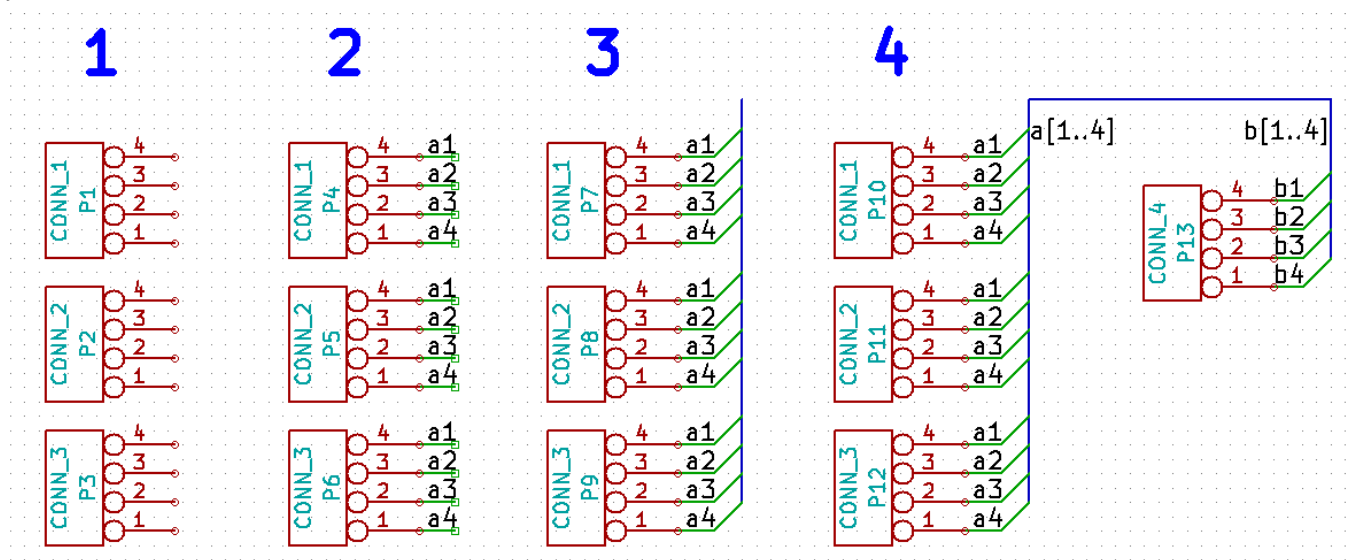 1 2 3 4
a[1..4] b[1..4]
CONN_1 P1 4 3 2 1
CONN_1 P4 4 a1 3 a2 2 a3 1 a4
CONN_1 P7 4 a1 3 a2 2 a3 1 a4
CONN_1 P10 4 a1 3 a2 2 a3 1 a4
CONN_4 P13 4 b1 3 b2 2 b3 1 b4
CONN_2 P2 4 3 2 1
CONN_2 P5 4 a1 3 a2 2 a3 1 a4
CONN_2 P8 4 a1 3 a2 2 a3 1 a4
CONN_2 P11 4 a1 3 a2 2 a3 1 a4
CONN_3 P3 4 3 2 1
CONN_3 P6 4 a1 3 a2 2 a3 1 a4
CONN_3 P9 4 a1 3 a2 2 a3 1 a4
CONN_3 P12 4 a1 3 a2 2 a3 1 a4